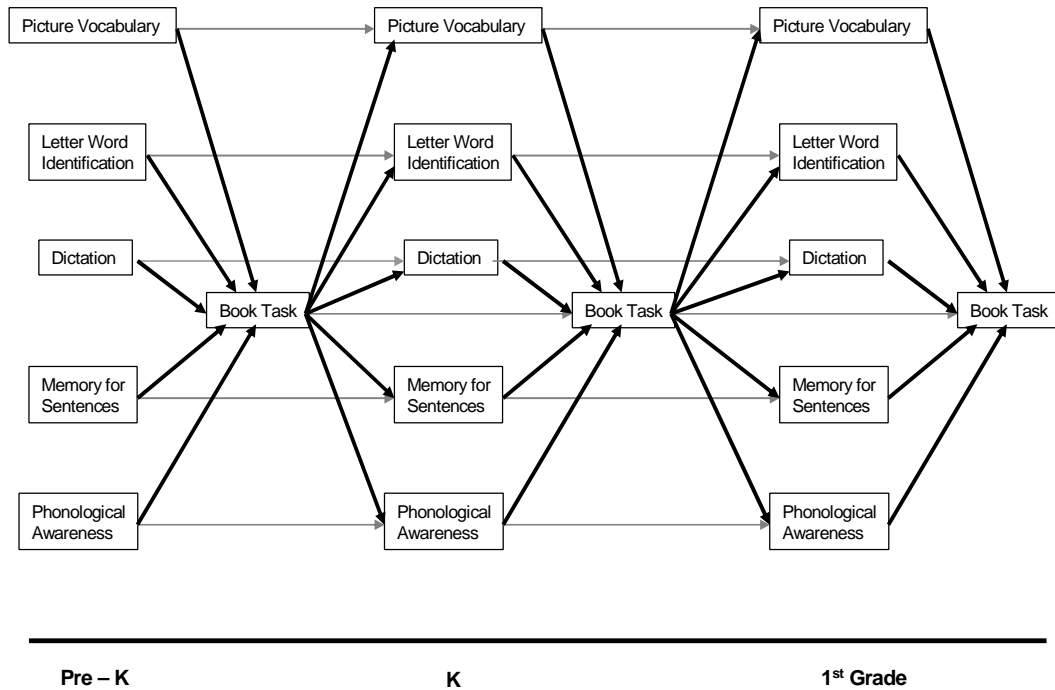 Picture Vocabulary
Picture Vocabulary
Picture Vocabulary
Letter Word
Identification
Letter Word
Identification
Letter Word
Identification
Dictation
Dictation
Dictation
Book Task
Book Task
Book Task
Memory for
Sentences
Memory for
Sentences
Memory for
Sentences
Phonological
Awareness
Phonological
Awareness
Phonological
Awareness
Pre – K
K
1st Grade